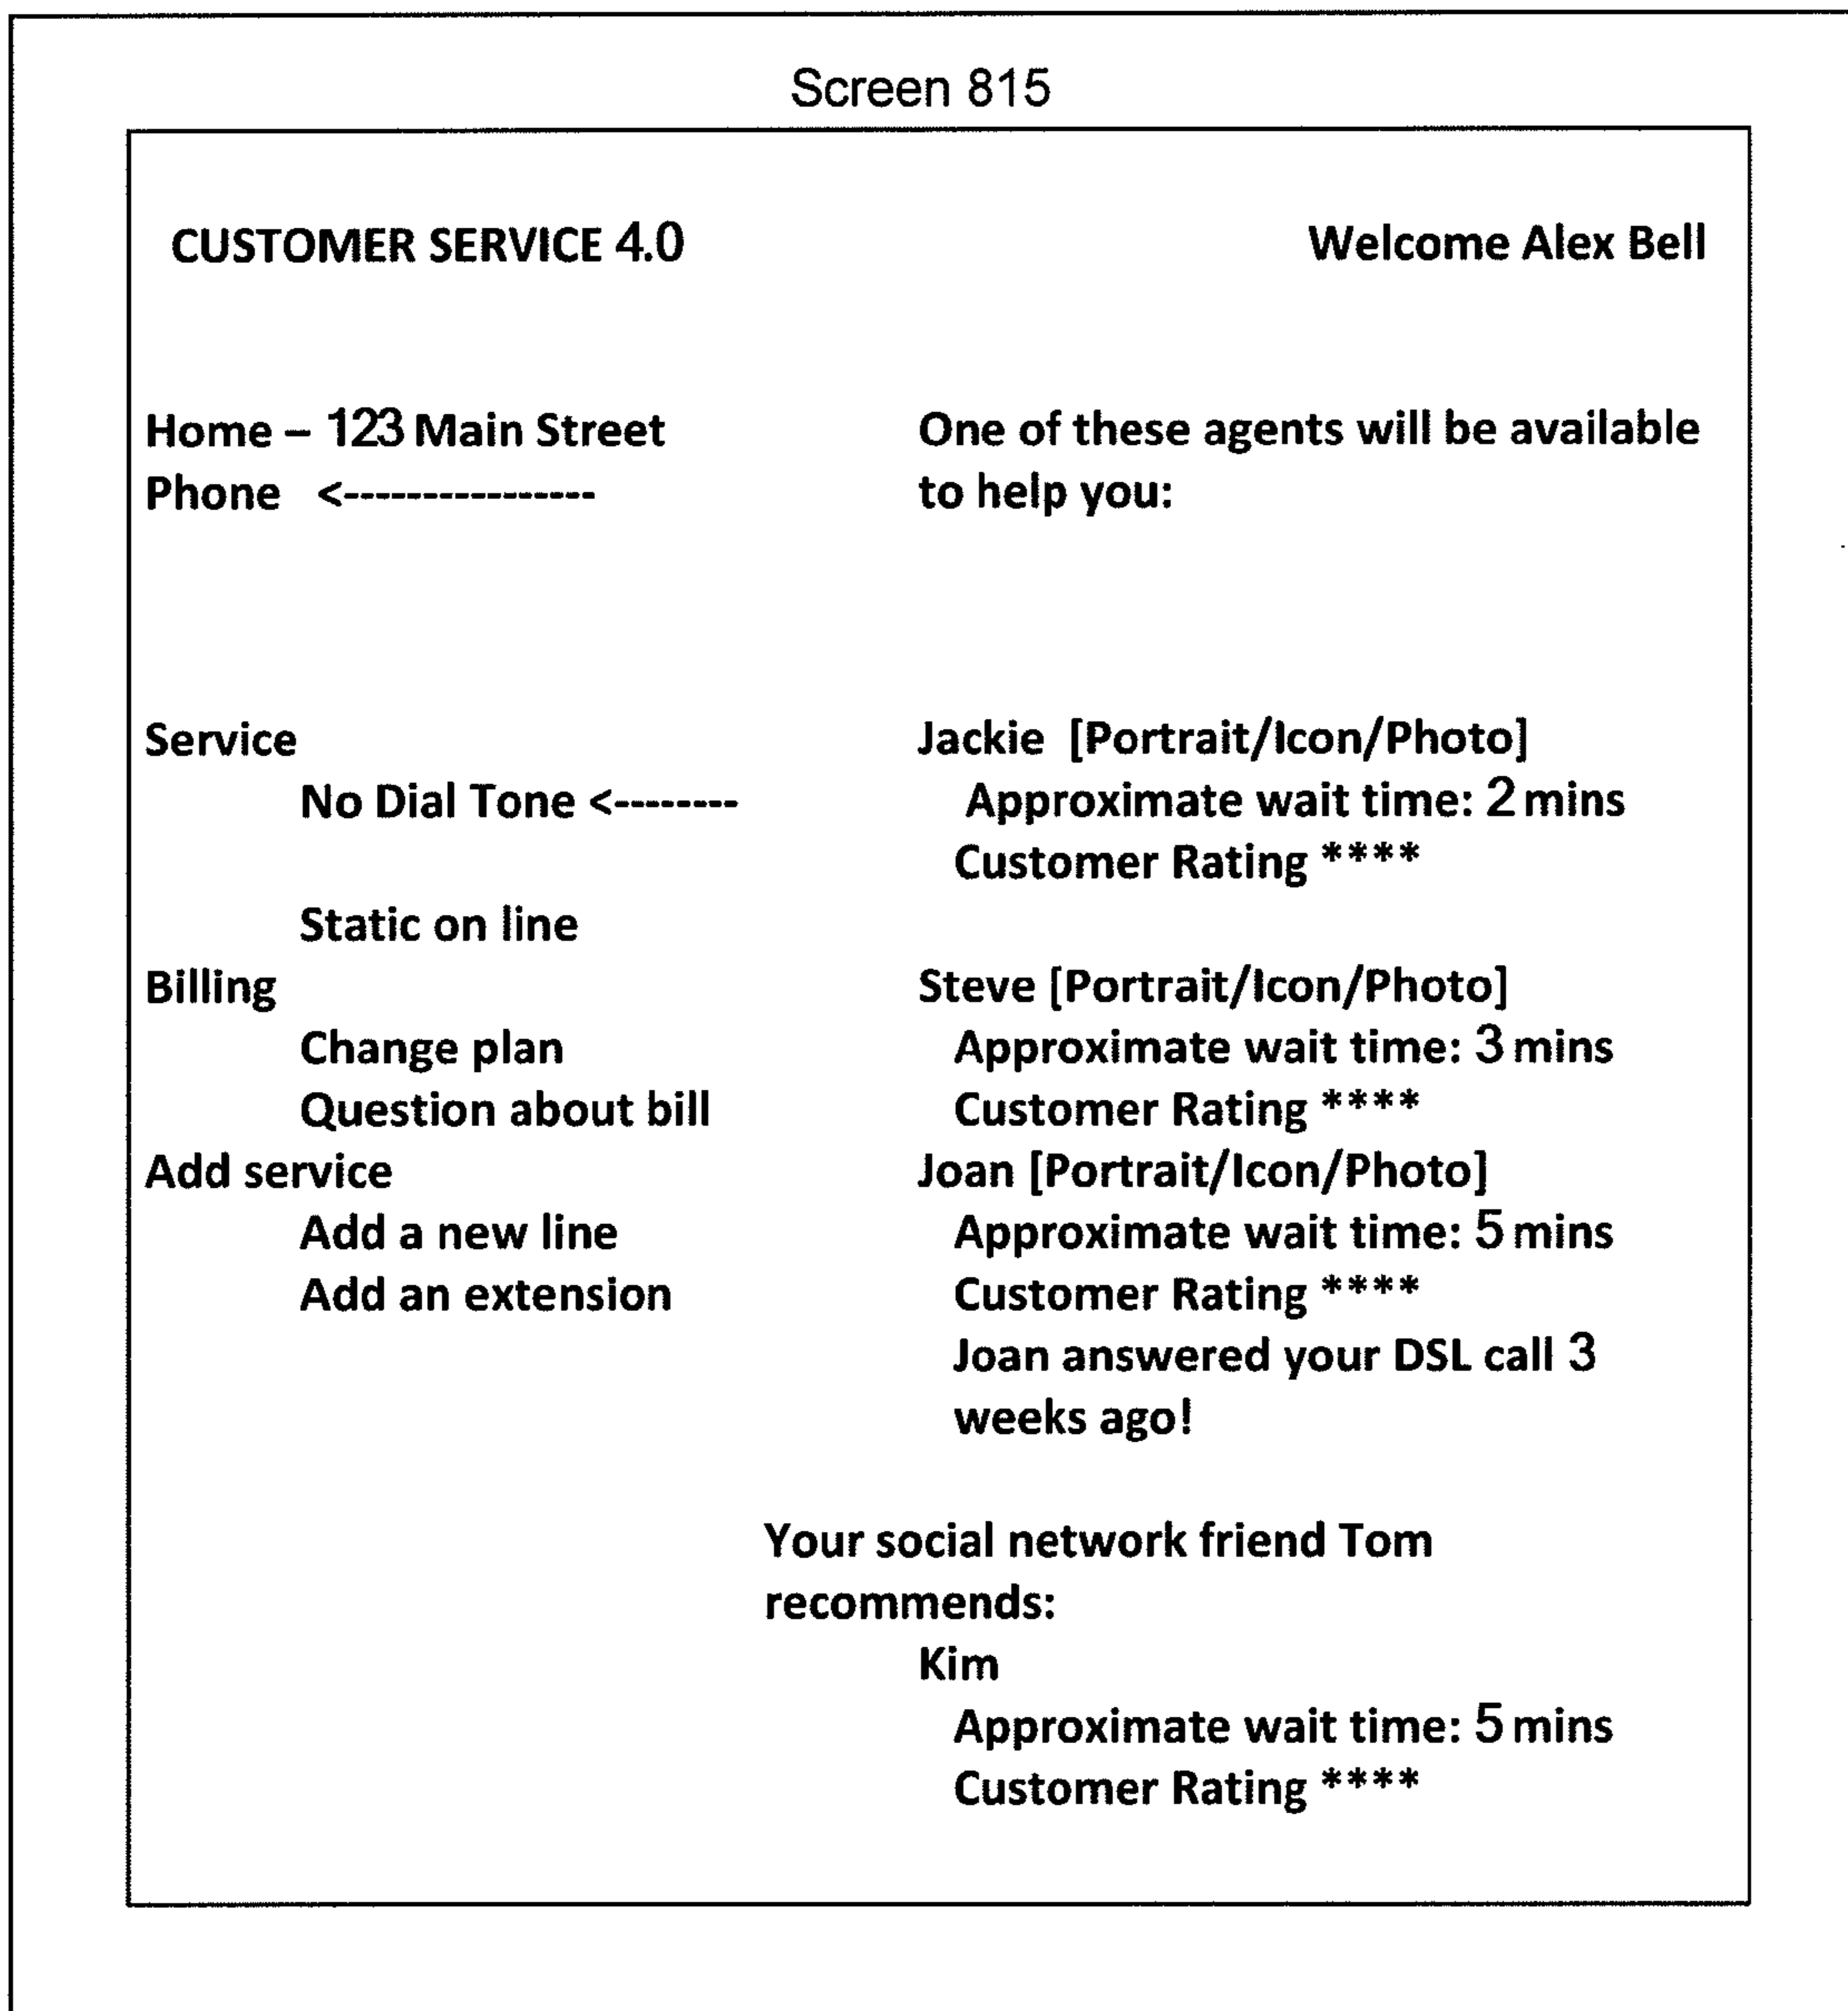 Screen 815
CUSTOMER SERVICE 4.0 Welcome Alex Bell
Home – 123 Main Street
Phone <----------------
One of these agents will be available
to help you:
Service
No Dial Tone <--------
Static on line
Billing
Change plan
Question about bill
Add service
Add a new line
Add an extension
Jackie [Portrait/Icon/Photo]
Approximate wait time: 2 mins
Customer Rating ****
Steve [Portrait/Icon/Photo]
Approximate wait time: 3 mins
Customer Rating ****
Joan [Portrait/Icon/Photo]
Approximate wait time: 5 mins
Customer Rating ****
Joan answered your DSL call 3
weeks ago!
Your social network friend Tom
recommends:
Kim
Approximate wait time: 5 mins
Customer Rating ****